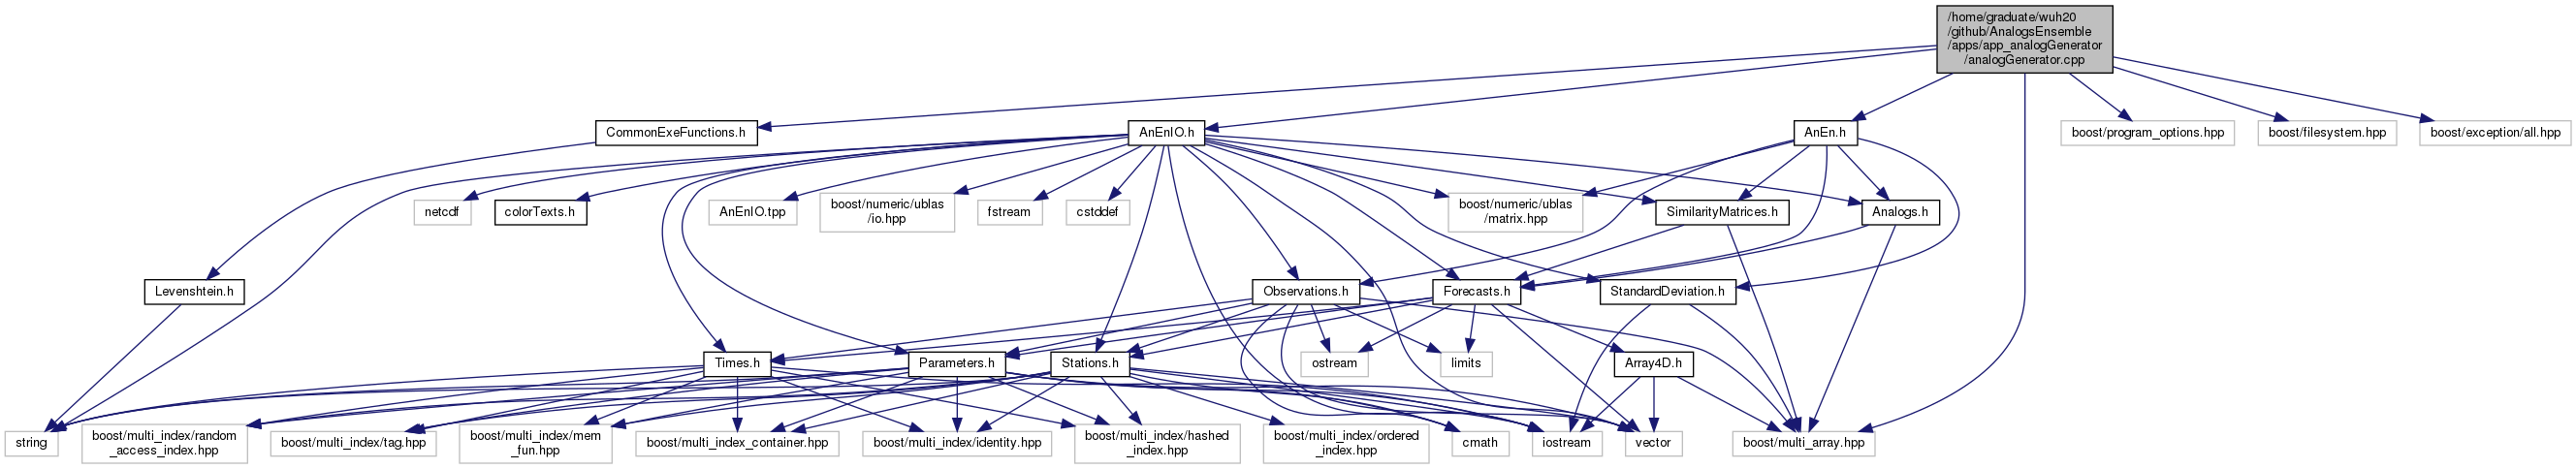 /home/graduate/wuh20
/github/AnalogsEnsemble
/apps/app_analogGenerator
/analogGenerator.cpp
CommonExeFunctions.h
AnEnIO.h
AnEn.h
boost/program_options.hpp
boost/filesystem.hpp
boost/exception/all.hpp
netcdf
colorTexts.h
AnEnIO.tpp
boost/numeric/ublas
/io.hpp
fstream
cstddef
boost/numeric/ublas
/matrix.hpp
SimilarityMatrices.h
Analogs.h
Levenshtein.h
Observations.h
Forecasts.h
StandardDeviation.h
Times.h
Parameters.h
Stations.h
ostream
limits
Array4D.h
string
boost/multi_index/random
_access_index.hpp
boost/multi_index/tag.hpp
boost/multi_index/mem
_fun.hpp
boost/multi_index_container.hpp
boost/multi_index/identity.hpp
boost/multi_index/hashed
_index.hpp
boost/multi_index/ordered
_index.hpp
cmath
iostream
vector
boost/multi_array.hpp